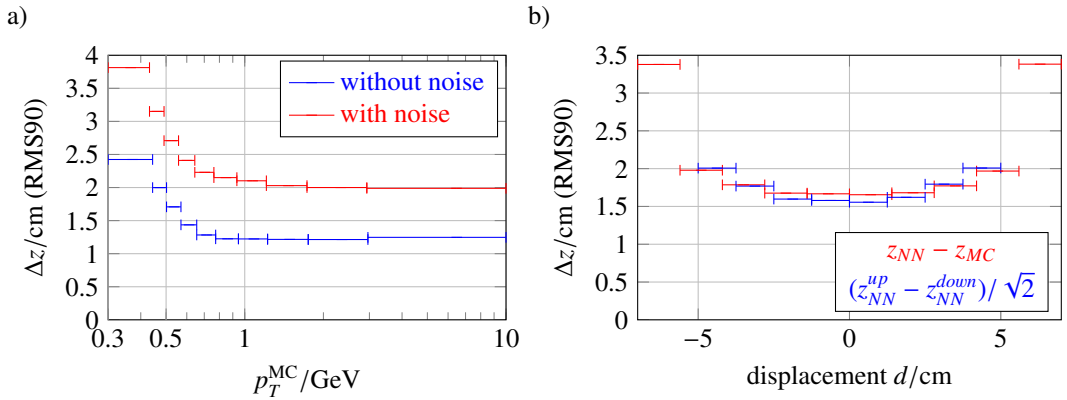 a)
Δz/cm (RMS90)
4
3.5
3
2.5
2
1.5
1
0.5
0
0.3 0.5 1 10
p_T^MC/GeV
without noise
with noise
b)
Δz/cm (RMS90)
3.5
3
2.5
2
1.5
1
0.5
0
−5 0 5
displacement d/cm
z_NN − z_MC
(z_NN^up − z_NN^down)/√2